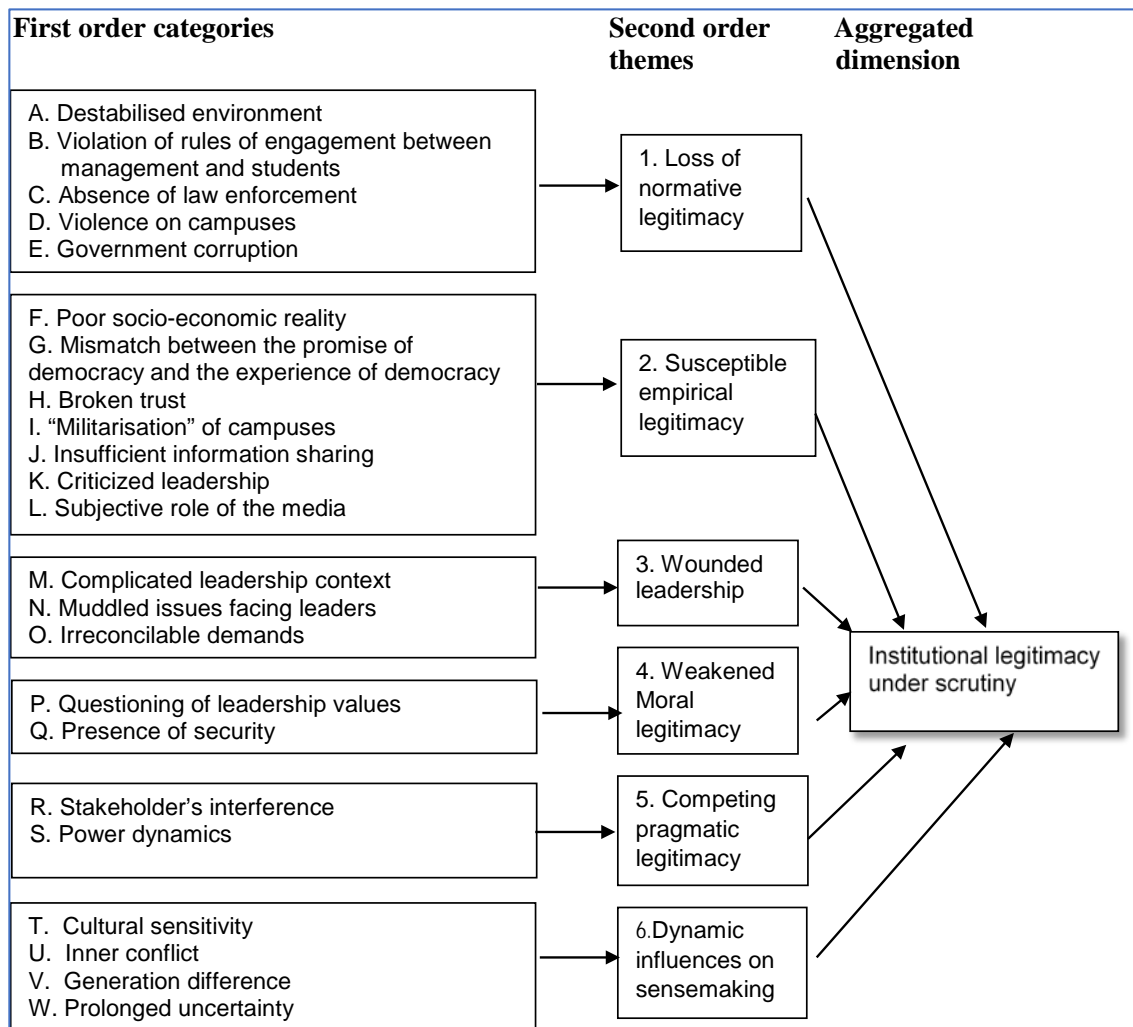 First order categories
Second order
themes
Aggregated
dimension
A. Destabilised environment
B. Violation of rules of engagement between
management and students
C. Absence of law enforcement
D. Violence on campuses
E. Government corruption
1. Loss of
normative
legitimacy
F. Poor socio-economic reality
G. Mismatch between the promise of
democracy and the experience of democracy
H. Broken trust
I. “Militarisation” of campuses
J. Insufficient information sharing
K. Criticized leadership
L. Subjective role of the media
2. Susceptible
empirical
legitimacy
M. Complicated leadership context
N. Muddled issues facing leaders
O. Irreconcilable demands
3. Wounded
leadership
P. Questioning of leadership values
Q. Presence of security
4. Weakened
Moral
legitimacy
R. Stakeholder’s interference
S. Power dynamics
5. Competing
pragmatic
legitimacy
T. Cultural sensitivity
U. Inner conflict
V. Generation difference
W. Prolonged uncertainty
6.Dynamic
influences on
sensemaking
Institutional legitimacy
under scrutiny